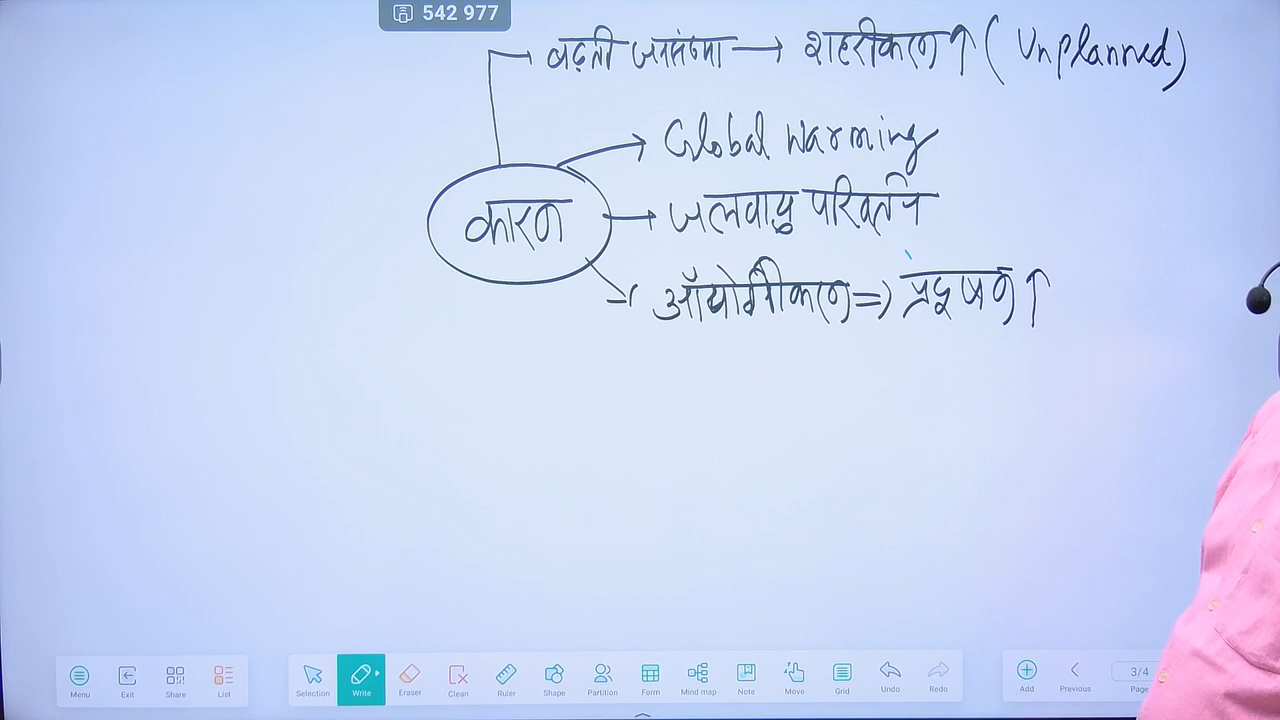 542 977
बढ़ती जनसंख्या → शहरीकरण ↑ ( Unplanned )
Global Warming
कारण → जलवायु परिवर्तन
औद्योगीकरण => प्रदूषण ↑
Menu Exit Share List Selection Write Eraser Clean Ruler Shape Partition Form Mind map Note Move Grid Undo Redo Add Previous 3/4 Page